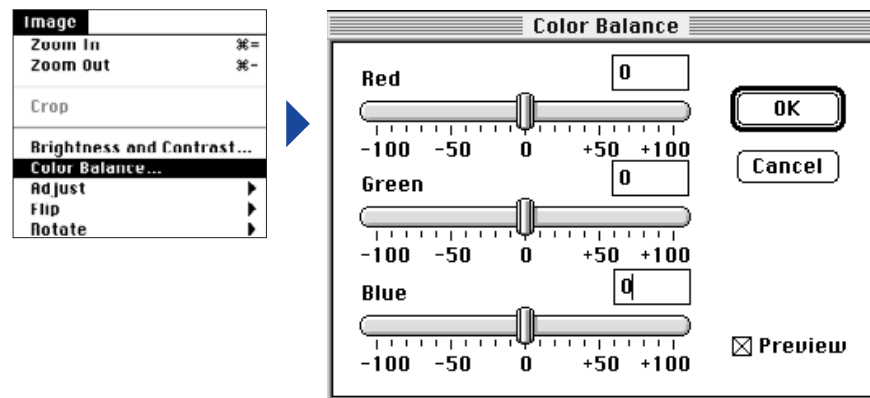 Image
Zoom In ⌘=
Zoom Out ⌘-
Crop
Brightness and Contrast...
Color Balance...
Adjust
Flip
Rotate
Color Balance
Red 0
-100 -50 0 +50 +100
Green 0
-100 -50 0 +50 +100
Blue 0
-100 -50 0 +50 +100
OK
Cancel
Preview